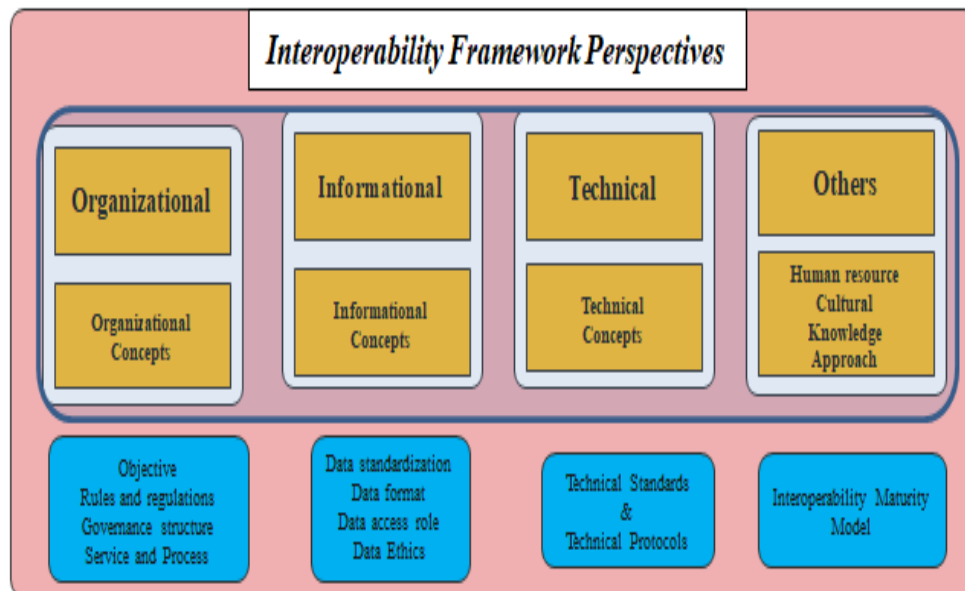 Interoperability Framework Perspectives
Organizational
Organizational
Concepts
Informational
Informational
Concepts
Technical
Technical
Concepts
Others
Human resource
Cultural
Knowledge
Approach
Objective
Rules and regulations
Governance structure
Service and Process
Data standardization
Data format
Data access role
Data Ethics
Technical Standards
&
Technical Protocols
Interoperability Maturity
Model